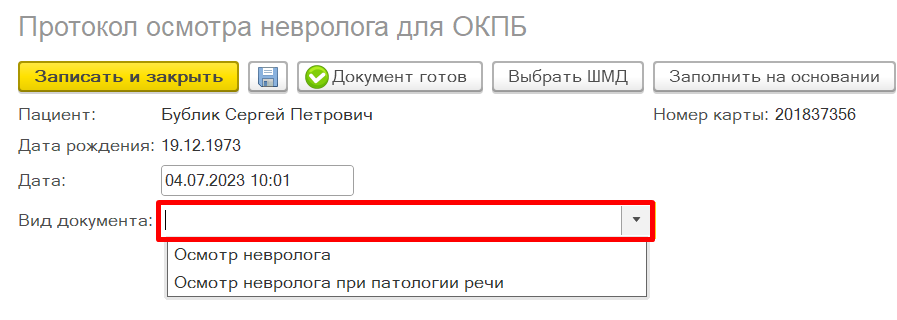 Протокол осмотра невролога для ОКПБ
Записать и закрыть Документ готов Выбрать ШМД Заполнить на основании
Пациент: Бублик Сергей Петрович Номер карты: 201837356
Дата рождения: 19.12.1973
Дата: 04.07.2023 10:01
Вид документа:
Осмотр невролога
Осмотр невролога при патологии речи